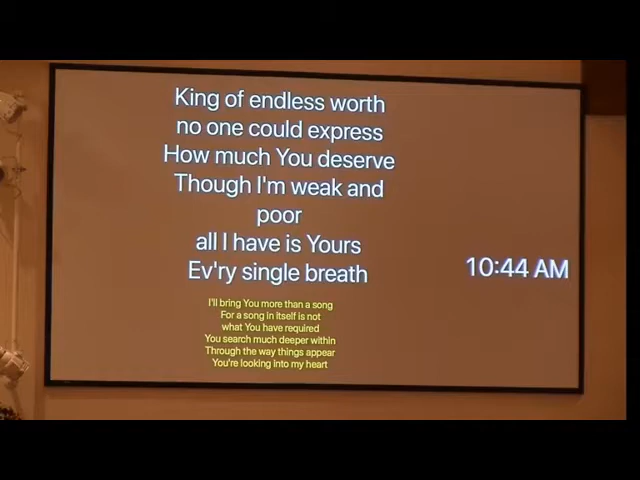 King of endless worth
no one could express
How much You deserve
Though I'm weak and
poor
all I have is Yours
Ev'ry single breath
10:44 AM
I'll bring You more than a song
For a song in itself is not
what You have required
You search much deeper within
Through the way things appear
You're looking into my heart